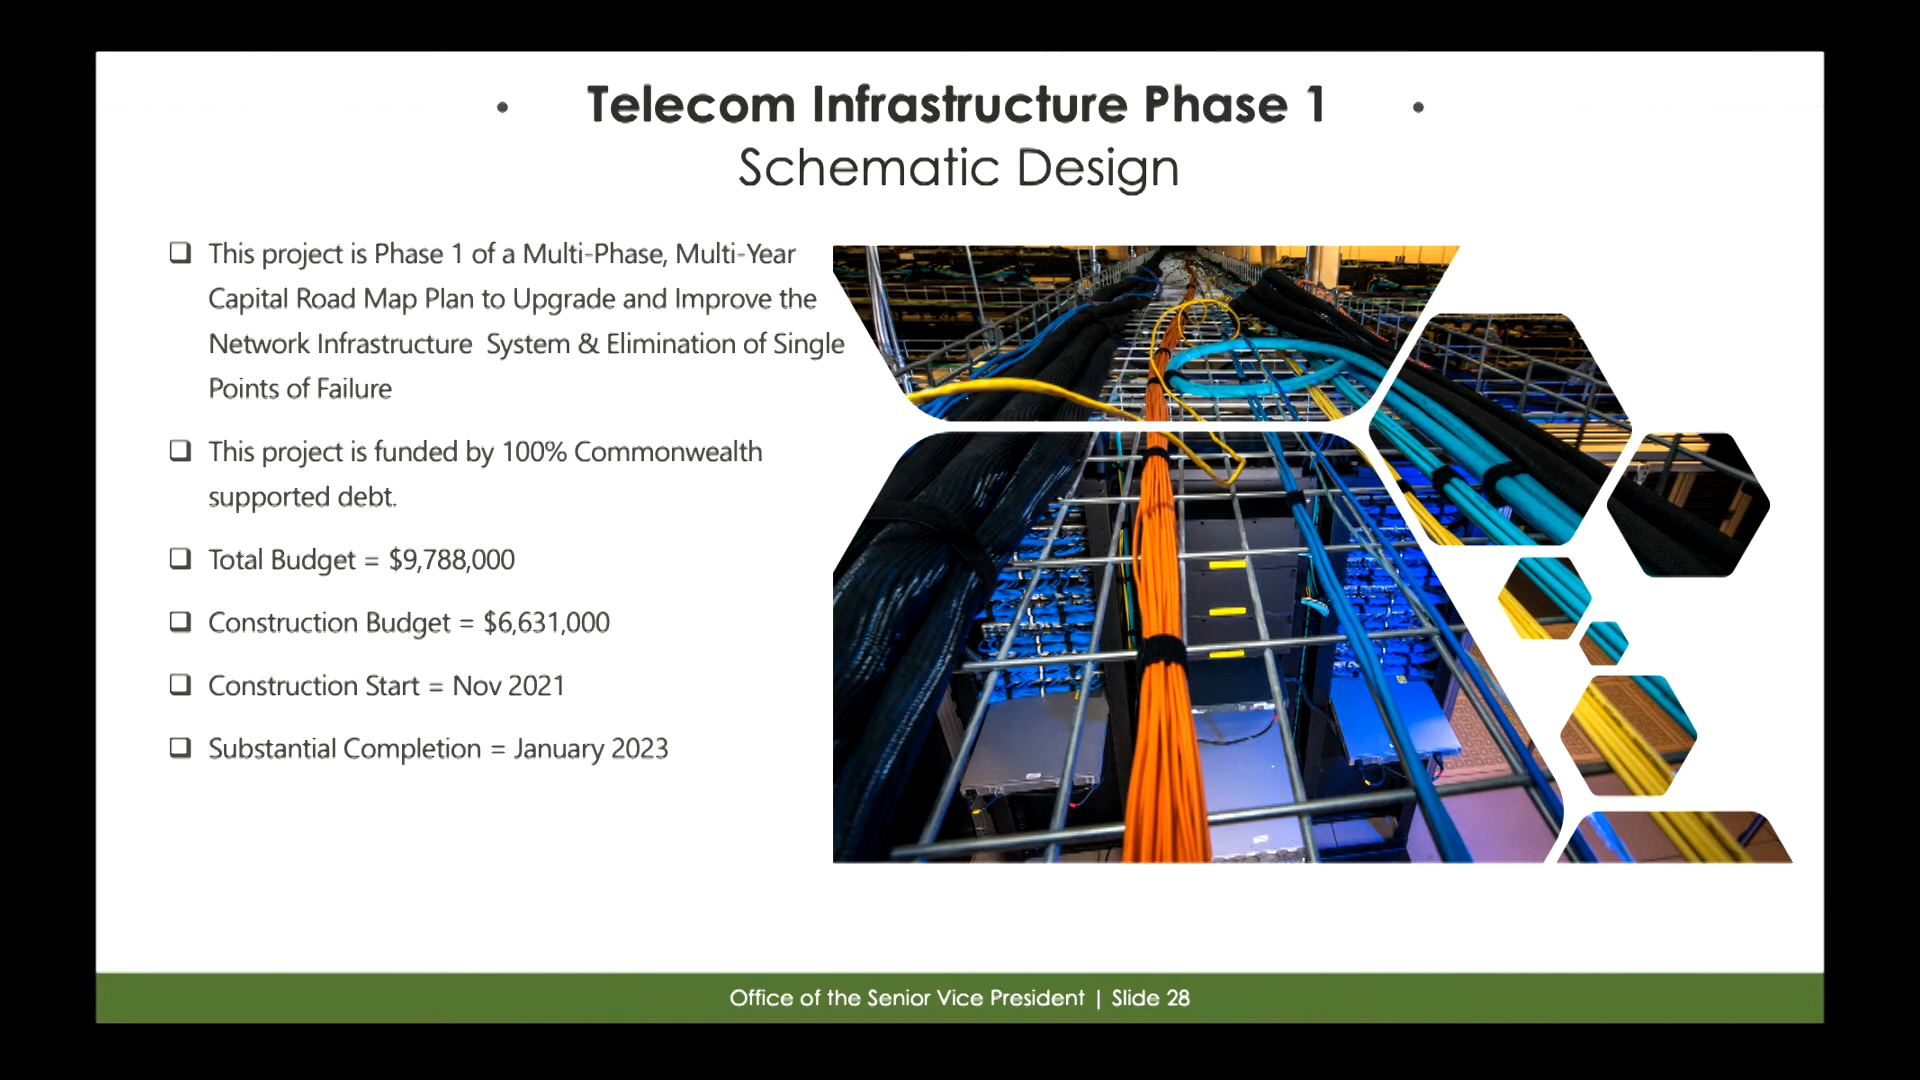 Telecom Infrastructure Phase 1
Schematic Design
This project is Phase 1 of a Multi-Phase, Multi-Year
Capital Road Map Plan to Upgrade and Improve the
Network Infrastructure  System & Elimination of Single
Points of Failure
This project is funded by 100% Commonwealth
supported debt.
Total Budget = $9,788,000
Construction Budget = $6,631,000
Construction Start = Nov 2021
Substantial Completion = January 2023
Office of the Senior Vice President | Slide 28